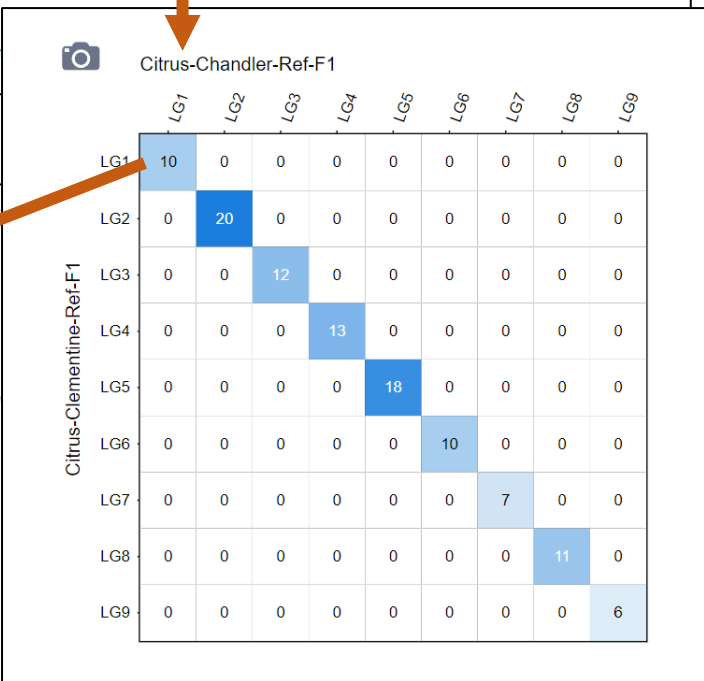 Citrus-Chandler-Ref-F1
LG1 LG2 LG3 LG4 LG5 LG6 LG7 LG8 LG9
Citrus-Clementine-Ref-F1
LG1 10 0 0 0 0 0 0 0 0
LG2 0 20 0 0 0 0 0 0 0
LG3 0 0 12 0 0 0 0 0 0
LG4 0 0 0 13 0 0 0 0 0
LG5 0 0 0 0 18 0 0 0 0
LG6 0 0 0 0 0 10 0 0 0
LG7 0 0 0 0 0 0 7 0 0
LG8 0 0 0 0 0 0 0 11 0
LG9 0 0 0 0 0 0 0 0 6